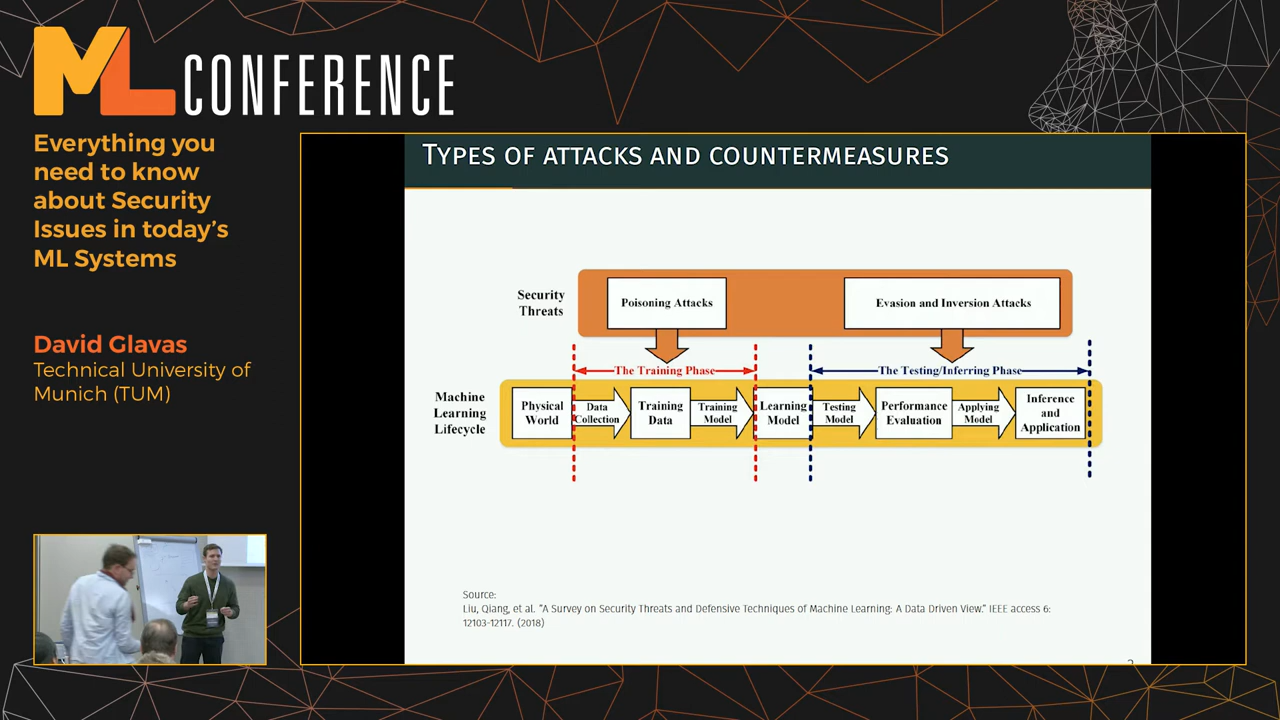 ML CONFERENCE
Everything you
need to know
about Security
Issues in today's
ML Systems
David Glavas
Technical University of
Munich (TUM)
TYPES OF ATTACKS AND COUNTERMEASURES
Security
Threats
Poisoning Attacks
Evasion and Inversion Attacks
The Training Phase
The Testing/Inferring Phase
Machine
Learning
Lifecycle
Physical
World
Data
Collection
Training
Data
Training
Model
Learning
Model
Testing
Model
Performance
Evaluation
Applying
Model
Inference
and
Application
Source:
Liu, Qiang, et al. "A Survey on Security Threats and Defensive Techniques of Machine Learning: A Data Driven View." IEEE access 6:
12103-12117. (2018)